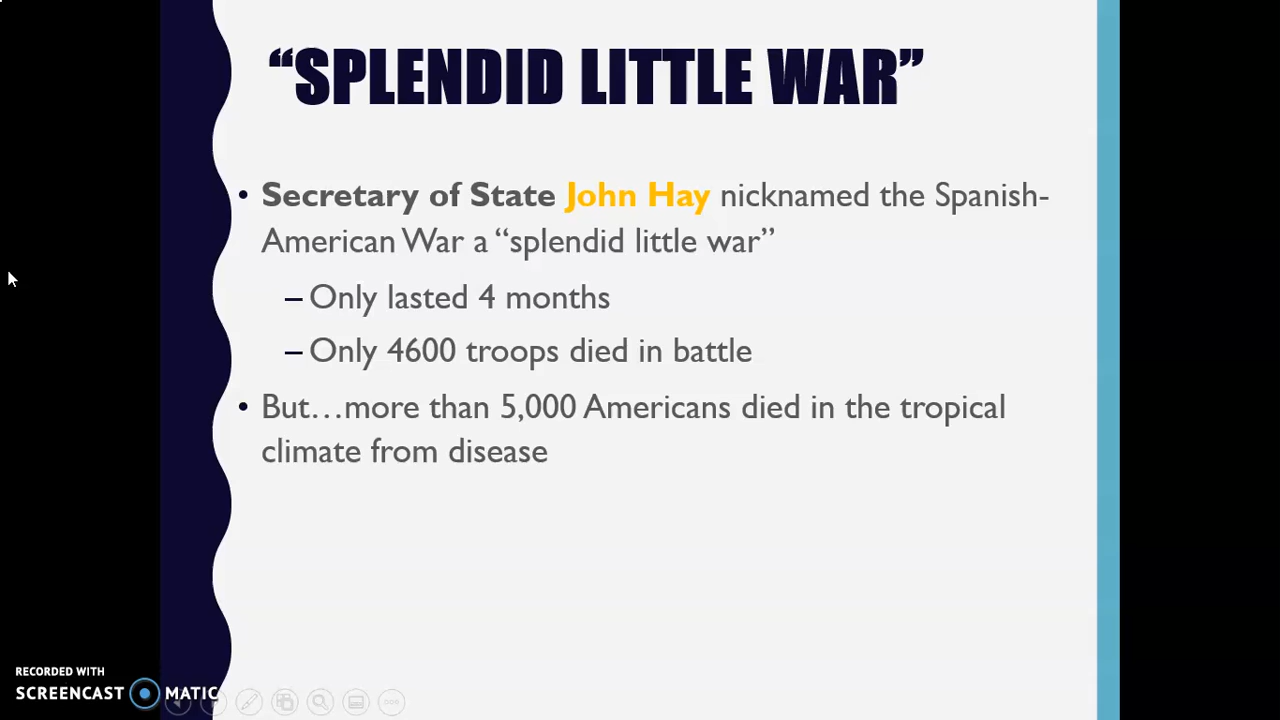 “SPLENDID LITTLE WAR”
• Secretary of State John Hay nicknamed the Spanish-
American War a “splendid little war”
– Only lasted 4 months
– Only 4600 troops died in battle
• But…more than 5,000 Americans died in the tropical
climate from disease
RECORDED WITH
SCREENCAST MATIC